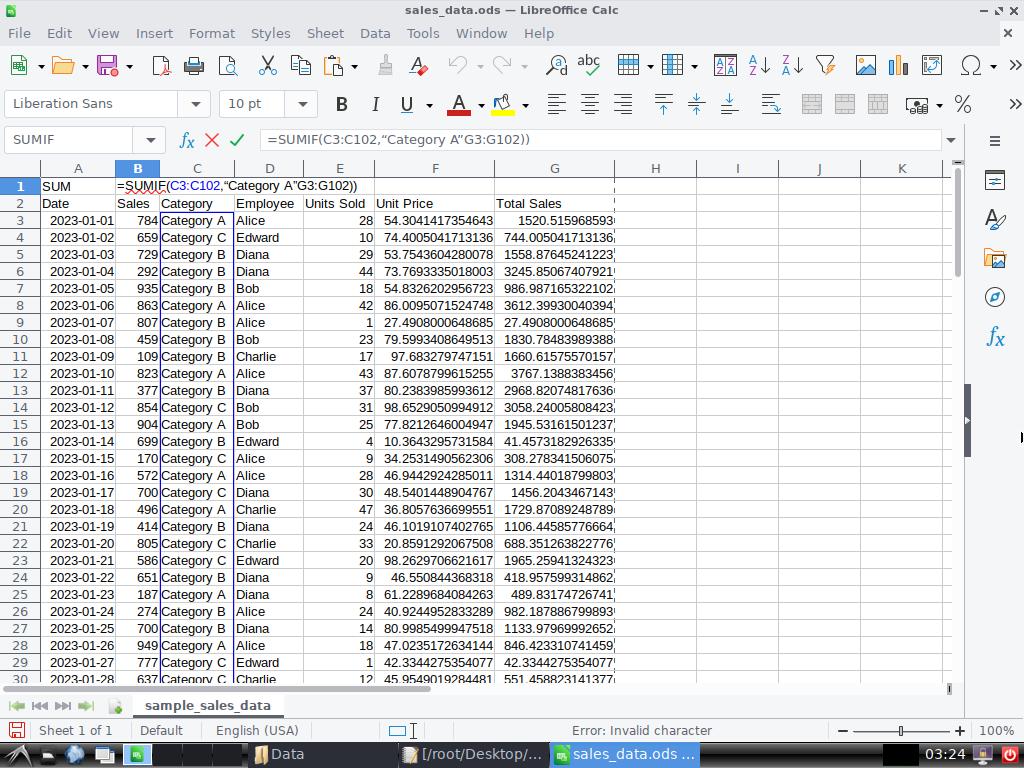 sales_data.ods — LibreOffice Calc
File Edit View Insert Format Styles Sheet Data Tools Window Help
Liberation Sans 10 pt
SUMIF =SUMIF(C3:C102,“Category A”G3:G102))
A B C D E F G H I J K
1 SUM =SUMIF(C3:C102,“Category A”G3:G102))
2 Date Sales Category Employee Units Sold Unit Price Total Sales
3 2023-01-01 784 Category A Alice 28 54.3041417354643 1520.515968593
4 2023-01-02 659 Category C Edward 10 74.4005041713136 744.005041713136
5 2023-01-03 729 Category B Diana 29 53.7543604280078 1558.87645241223
6 2023-01-04 292 Category B Diana 44 73.7693335018003 3245.85067407921
7 2023-01-05 935 Category B Bob 18 54.8326202956723 986.987165322102
8 2023-01-06 863 Category A Alice 42 86.0095071524748 3612.39930040394
9 2023-01-07 807 Category B Alice 1 27.4908000648685 27.4908000648685
10 2023-01-08 459 Category B Bob 23 79.5993408649513 1830.78483989388
11 2023-01-09 109 Category B Charlie 17 97.683279747151 1660.61575570157
12 2023-01-10 823 Category A Alice 43 87.6078799615255 3767.1388383456
13 2023-01-11 377 Category B Diana 37 80.2383985993612 2968.82074817636
14 2023-01-12 854 Category C Bob 31 98.6529050994912 3058.24005808423
15 2023-01-13 904 Category A Bob 25 77.8212646004947 1945.53161501237
16 2023-01-14 699 Category B Edward 4 10.3643295731584 41.4573182926335
17 2023-01-15 170 Category C Alice 9 34.2531490562306 308.278341506075
18 2023-01-16 572 Category A Alice 28 46.9442924285011 1314.44018799803
19 2023-01-17 700 Category C Diana 30 48.5401448904767 1456.2043467143
20 2023-01-18 496 Category A Charlie 47 36.8057636699551 1729.87089248789
21 2023-01-19 414 Category B Diana 24 46.1019107402765 1106.44585776664
22 2023-01-20 805 Category C Charlie 33 20.8591292067508 688.351263822776
23 2023-01-21 586 Category C Edward 20 98.2629706621617 1965.25941324323
24 2023-01-22 651 Category B Diana 9 46.550844368318 418.957599314862
25 2023-01-23 187 Category A Diana 8 61.2289684084263 489.83174726741
26 2023-01-24 274 Category B Alice 24 40.9244952833289 982.1878867998993
27 2023-01-25 700 Category B Diana 14 80.9985499947518 1133.97969992652
28 2023-01-26 949 Category A Alice 18 47.0235172634144 846.423310741459
29 2023-01-27 777 Category C Edward 1 42.3344275354077 42.3344275354077
30 2023-01-28 637 Category C Charlie 12 45.9549019284481 551.458823141377
sample_sales_data
Sheet 1 of 1 Default English (USA) Error: Invalid character 100%
Data [/root/Desktop/... sales_data.ods ... 03:24